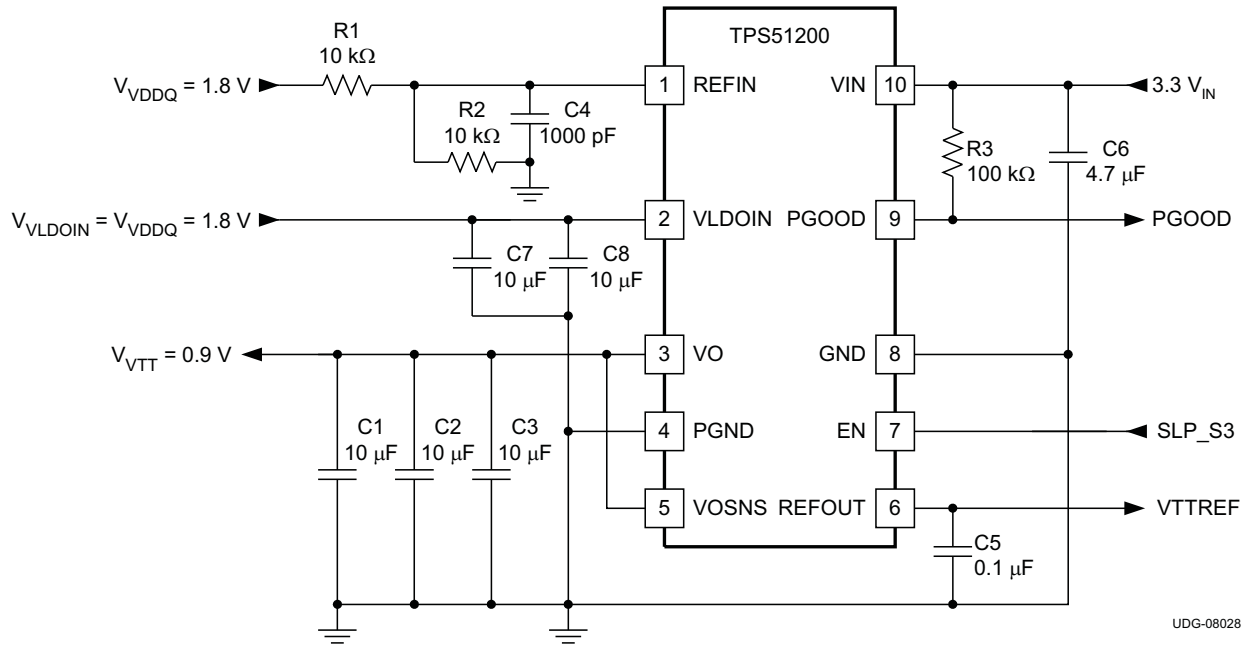 TPS51200
R1
10 kΩ
V_VDDQ = 1.8 V
1 REFIN
VIN 10
3.3 V_IN
R2
10 kΩ
C4
1000 pF
R3
100 kΩ
C6
4.7 μF
V_VLDOIN = V_VDDQ = 1.8 V
2 VLDOIN
PGOOD 9
PGOOD
C7
10 μF
C8
10 μF
V_VTT = 0.9 V
3 VO
GND 8
C1
10 μF
C2
10 μF
C3
10 μF
4 PGND
EN 7
SLP_S3
5 VOSNS
REFOUT 6
VTTREF
C5
0.1 μF
UDG-08028